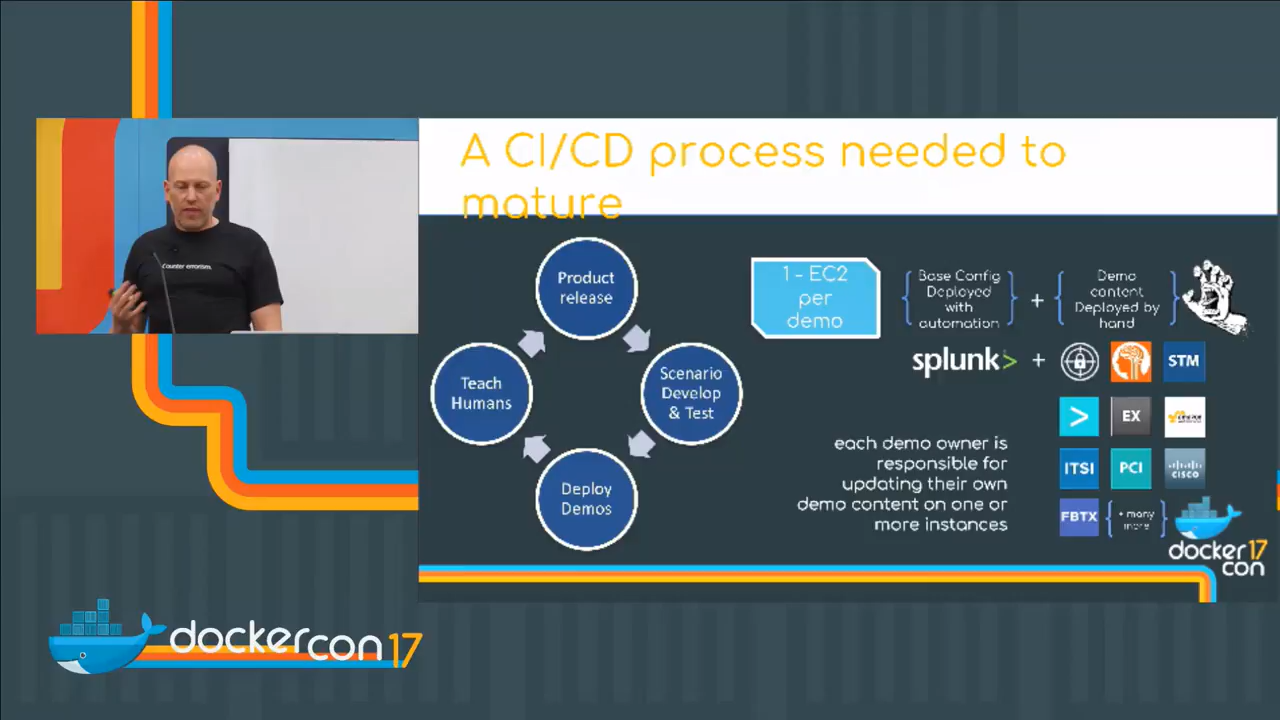 A CI/CD process needed to
mature
Counter errorism.
Product
release
Scenario
Develop
& Test
Deploy
Demos
Teach
Humans
1 - EC2
per
demo
Base Config
Deployed
with
automation
+
Demo
content
Deployed by
hand
splunk>
+
STM
>
EX
ITSI
PCI
cisco
FBTX
+ many
more
each demo owner is
responsible for
updating their own
demo content on one or
more instances
docker 17
con
dockercon 17